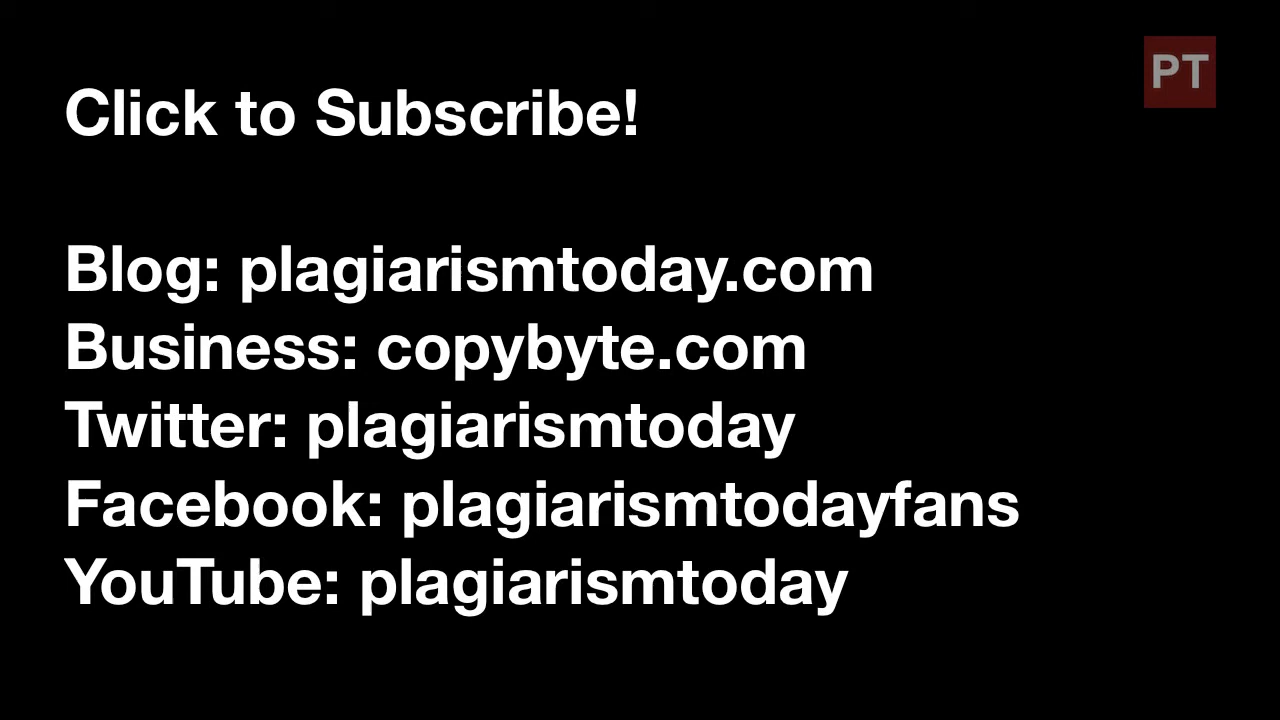 PT
Click to Subscribe!
Blog: plagiarismtoday.com
Business: copybyte.com
Twitter: plagiarismtoday
Facebook: plagiarismtodayfans
YouTube: plagiarismtoday